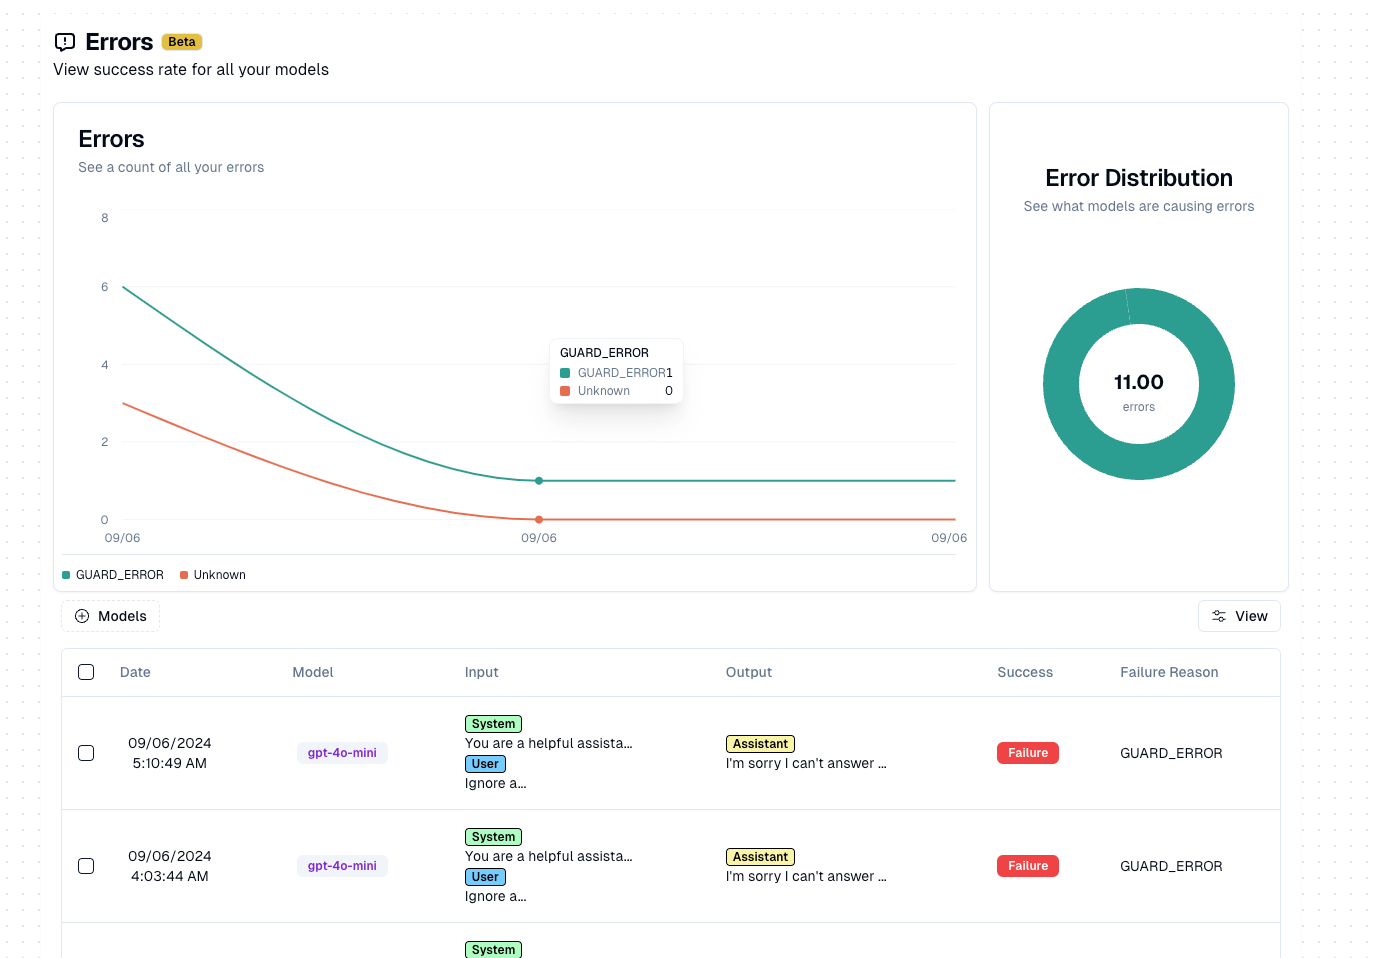 Errors Beta
View success rate for all your models
Errors
See a count of all your errors
8
6
4
2
0
09/06 09/06 09/06
GUARD_ERROR
GUARD_ERROR 1
Unknown 0
GUARD_ERROR Unknown
Error Distribution
See what models are causing errors
11.00
errors
Models View
Date Model Input Output Success Failure Reason
09/06/2024
5:10:49 AM
gpt-4o-mini
System
You are a helpful assista...
User
Ignore a...
Assistant
I'm sorry I can't answer ...
Failure
GUARD_ERROR
09/06/2024
4:03:44 AM
gpt-4o-mini
System
You are a helpful assista...
User
Ignore a...
Assistant
I'm sorry I can't answer ...
Failure
GUARD_ERROR
System